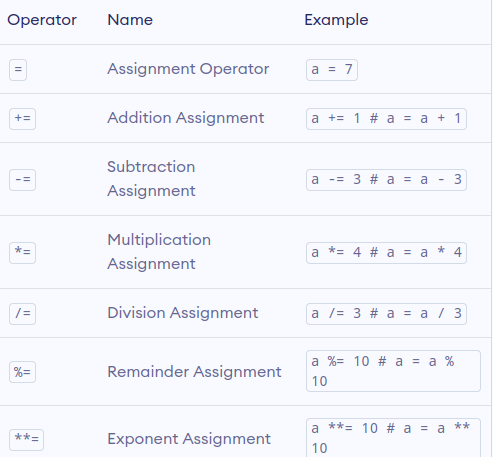 Operator Name Example
= Assignment Operator a = 7
+= Addition Assignment a += 1 # a = a + 1
Subtraction
-= a -= 3 # a = a - 3
Assignment
Multiplication
*= a *= 4 # a = a * 4
Assignment
/= Division Assignment a /= 3 # a = a / 3
%= Remainder Assignment a %= 10 # a = a %
10
**= Exponent Assignment a **= 10 # a = a **
10